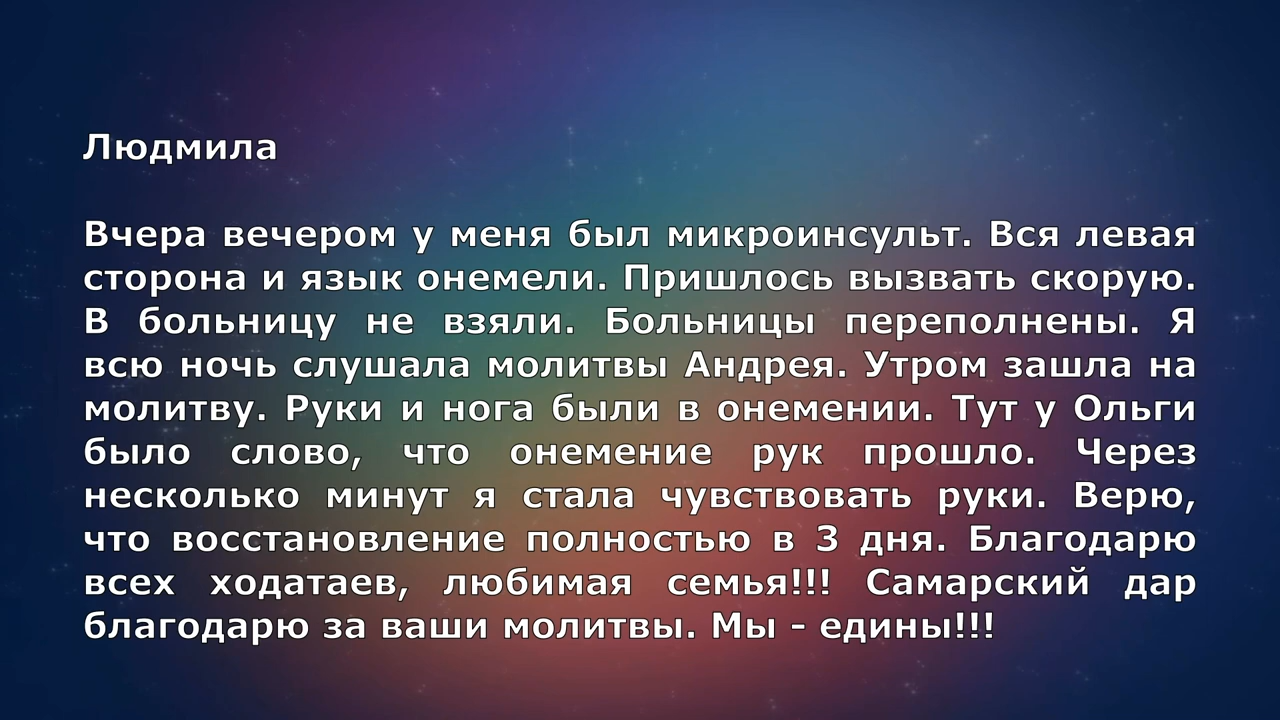 Людмила
Вчера вечером у меня был микроинсульт. Вся левая
сторона и язык онемели. Пришлось вызвать скорую.
В больницу не взяли. Больницы переполнены. Я
всю ночь слушала молитвы Андрея. Утром зашла на
молитву. Руки и нога были в онемении. Тут у Ольги
было слово, что онемение рук прошло. Через
несколько минут я стала чувствовать руки. Верю,
что восстановление полностью в 3 дня. Благодарю
всех ходатаев, любимая семья!!! Самарский дар
благодарю за ваши молитвы. Мы - едины!!!